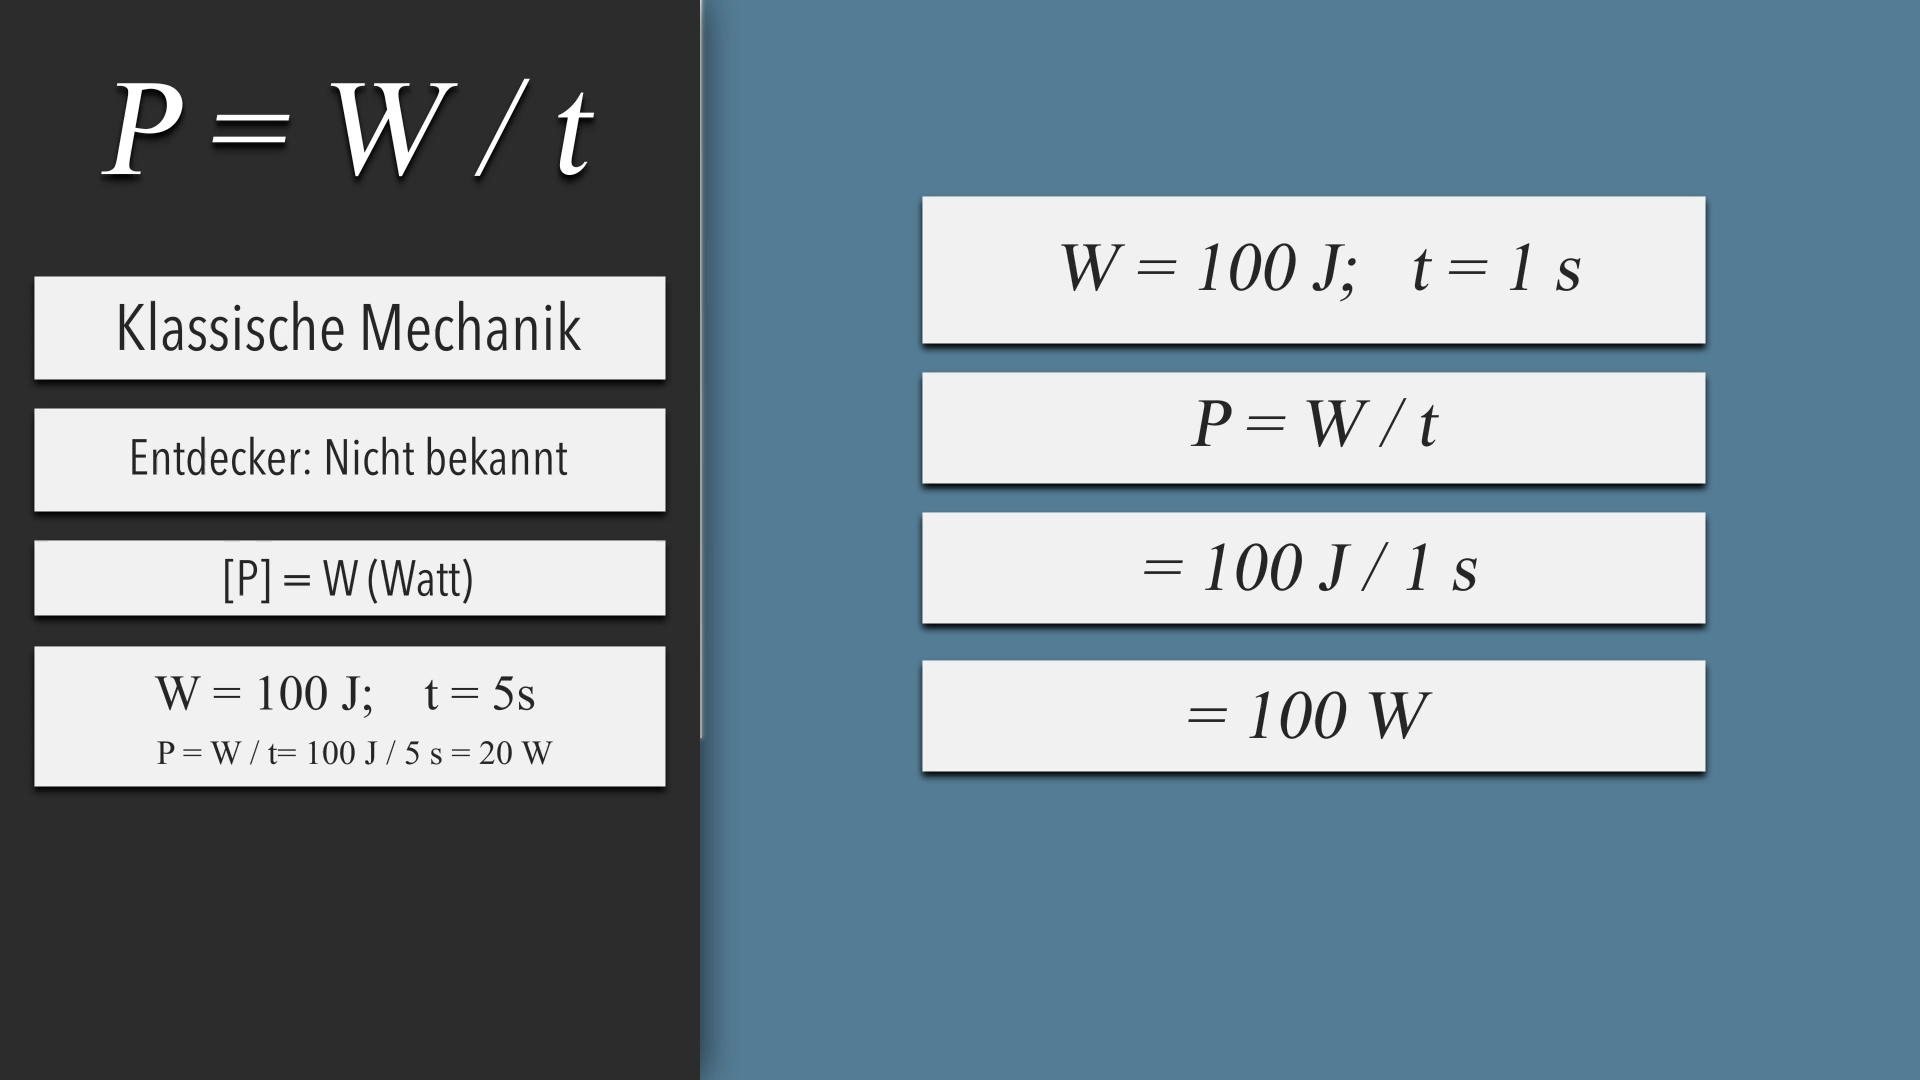 P = W / t
Klassische Mechanik
Entdecker: Nicht bekannt
[P] = W (Watt)
W = 100 J; t = 5s
P = W / t= 100 J / 5 s = 20 W
W = 100 J; t = 1 s
P = W / t
= 100 J / 1 s
= 100 W